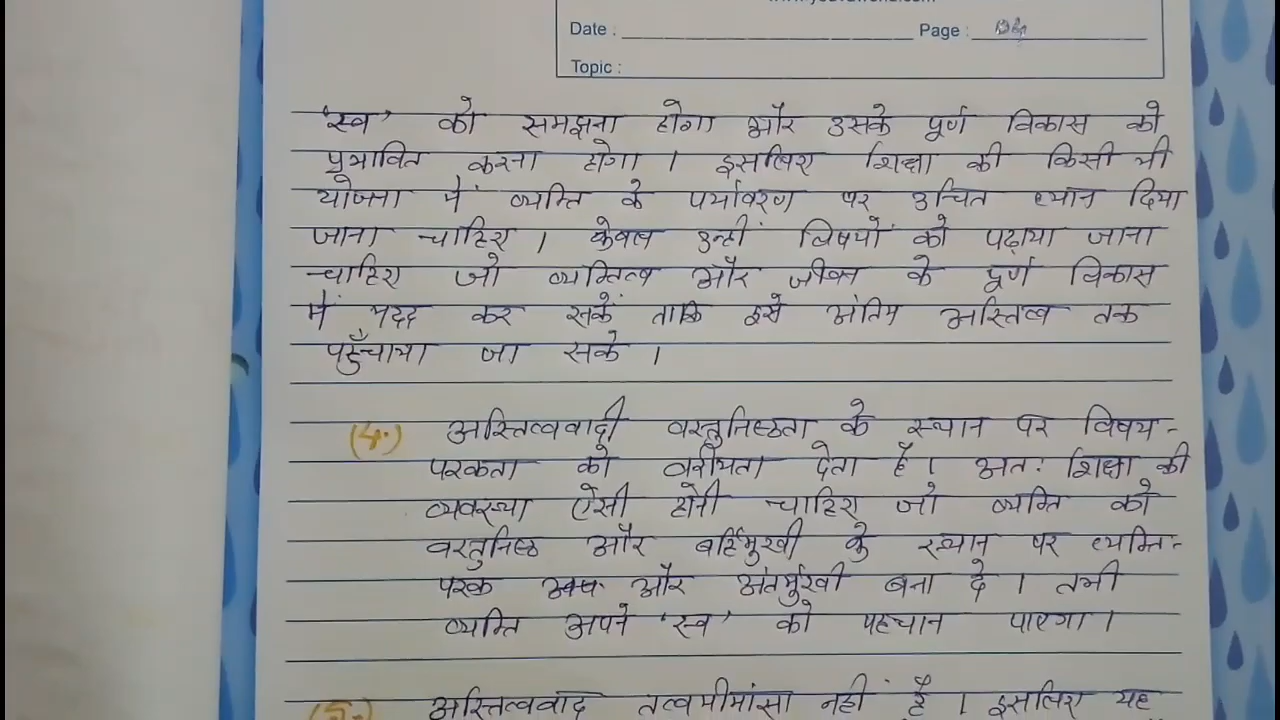 Date :
Page :
Topic :
'स्व' को समझना होगा और उसके पूर्ण विकास को
प्रभावित करना होगा । इसलिए शिक्षा की किसी भी
योजना में व्यक्ति के पर्यावरण पर उचित ध्यान दिया
जाना चाहिए । केवल उन्हीं विषयों को पढ़ाया जाना
चाहिए जो व्यक्तित्व और जीवन के पूर्ण विकास
में मदद कर सकें ताकि इसे अंतिम अस्तित्व तक
पहुँचाया जा सके ।
(4.) अस्तित्ववादी वस्तुनिष्ठता के स्थान पर विषय-
परकता को वरीयता देता है । अतः शिक्षा की
व्यवस्था ऐसी होनी चाहिए जो व्यक्ति को
वस्तुनिष्ठ और बर्हिमुखी के स्थान पर व्यक्ति-
परक और अंतर्मुखी बना दे । तभी
व्यक्ति अपने 'स्व' को पहचान पाएगा ।
(5.) अस्तित्ववाद तत्वमीमांसा नहीं है । इसलिए यह